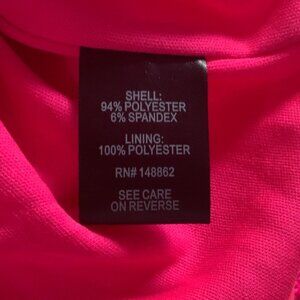 SHELL:
94% POLYESTER
6% SPANDEX
LINING:
100% POLYESTER
RN# 148862
SEE CARE
ON REVERSE